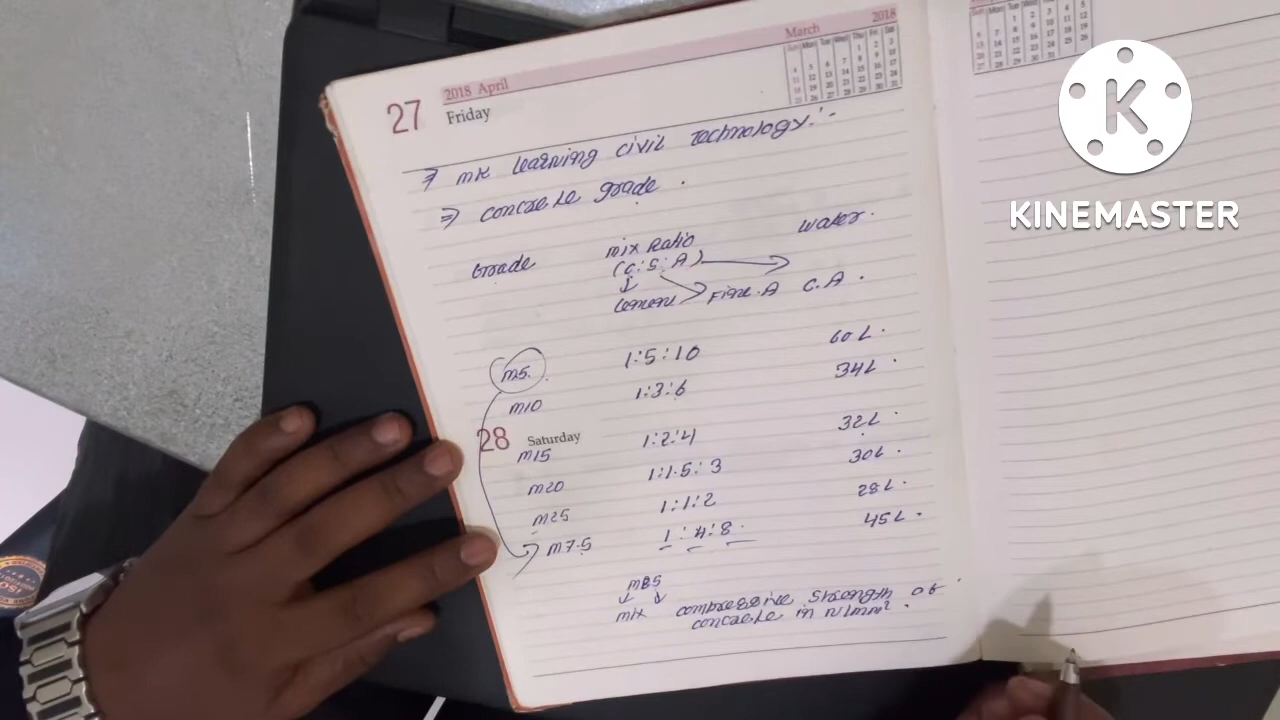 March 2018
2018 April
27
Friday
⇒ MK learning civil technology:-
⇒ concrete grade.
Grade mix Ratio water.
(C:S:A)
cement Fine.A C.A.
M5. 1:5:10 60L.
M10 1:3:6 34L.
28 Saturday
M15 1:2:4 32L.
M20 1:1.5:3 30L.
M25 1:1:2 28L.
M7.5 1:4:8. 45L.
mix compressive strength of
concrete in N/mm².
K
KINEMASTER